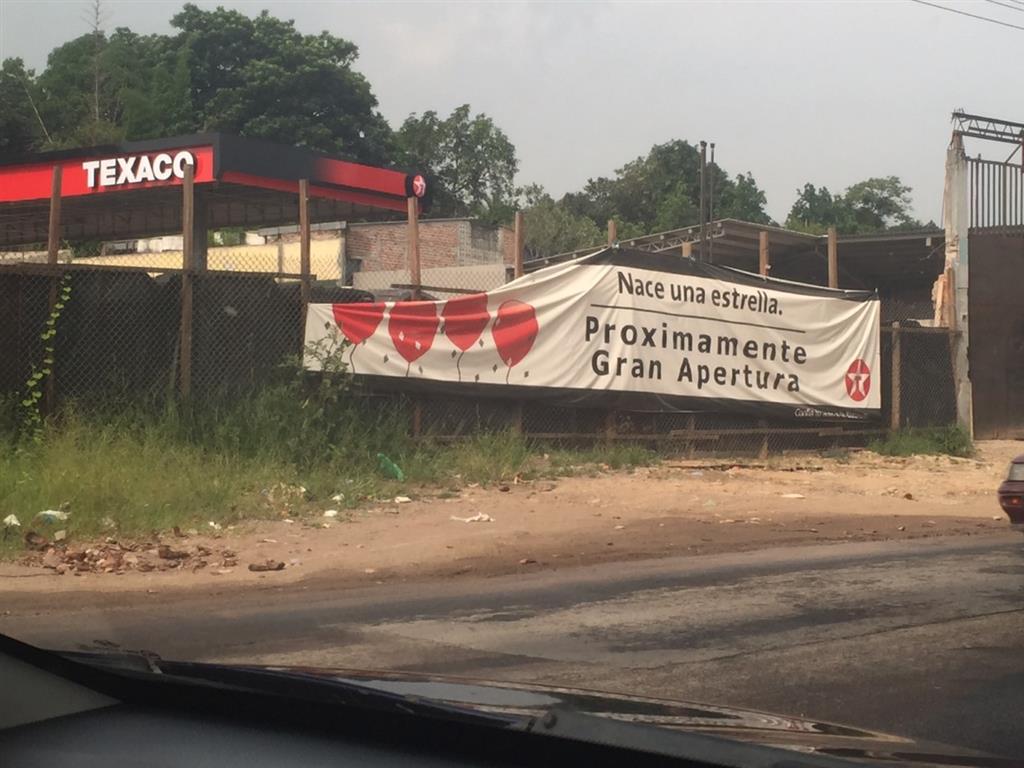 TEXACO
Nace una estrella.
Proximamente
Gran Apertura